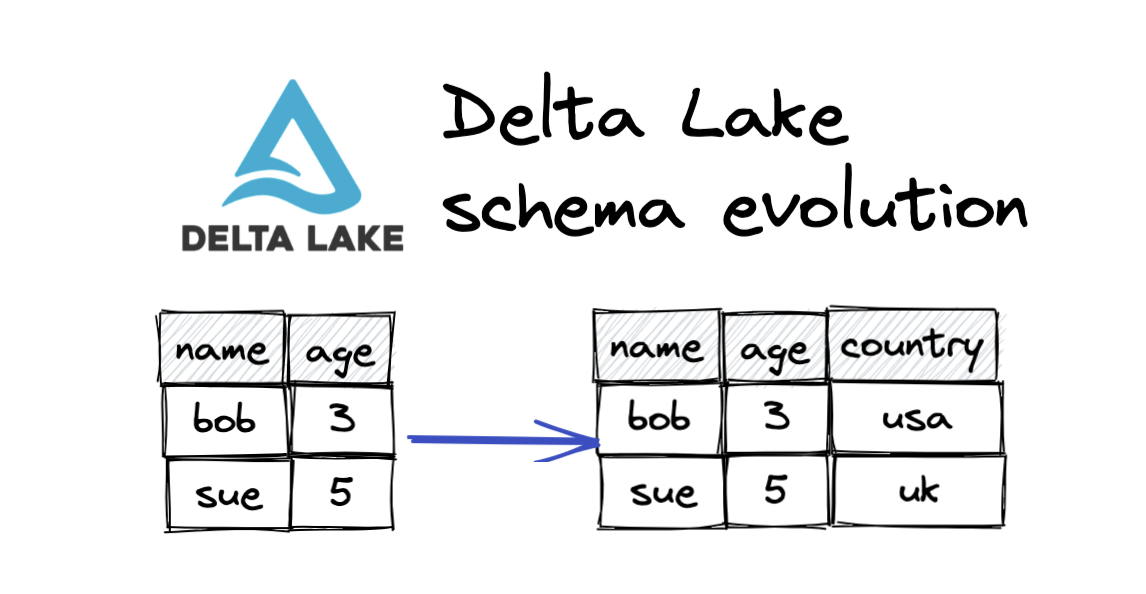 Delta Lake
schema evolution
DELTA LAKE
name age
bob 3
sue 5
name age country
bob 3 usa
sue 5 uk